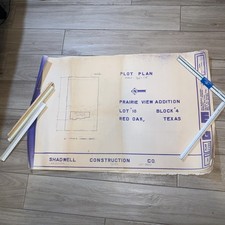 PLOT PLAN
PRAIRIE VIEW ADDITION
LOT 10 BLOCK 4
RED OAK, TEXAS
SHADWELL CONSTRUCTION CO